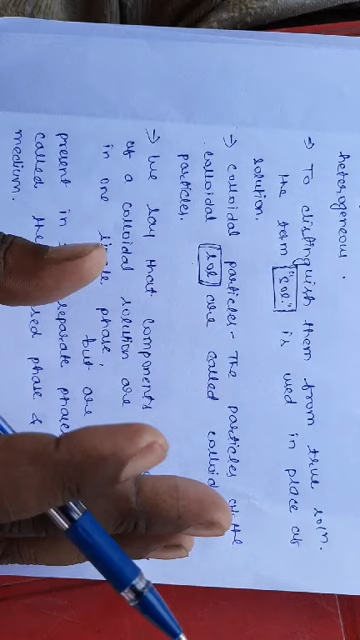 heterogeneous.
→ To distinguish them from true soln.
the term "sol." is used in place of
solution.
→ colloidal particles - The particles of the
colloidal sol are called colloid
particles.
→ we say that components
of a colloidal solution are
in one single phase, but are
present in separate phase
called the phase &
medium.